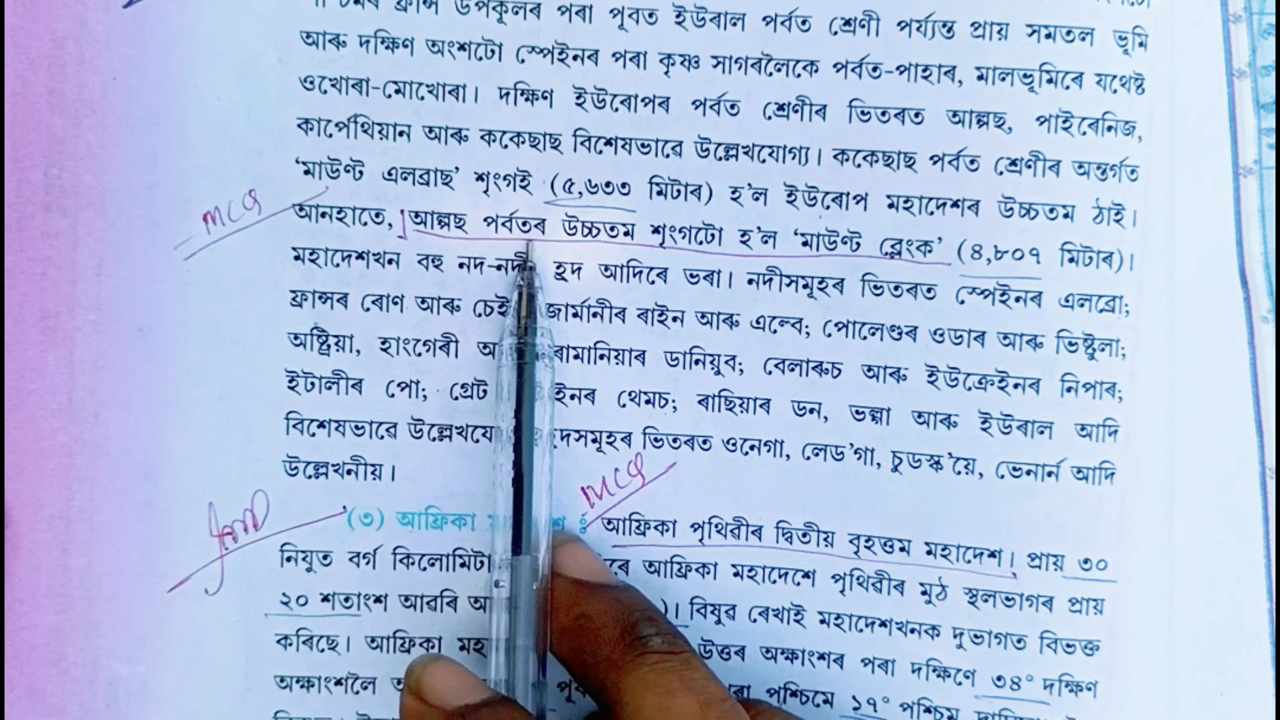 ফ্ৰান্স উপকূলৰ পৰা পূবত ইউৰাল পৰ্বত শ্ৰেণী পৰ্য্যন্ত প্ৰায় সমতল ভূমি
আৰু দক্ষিণ অংশটো স্পেইনৰ পৰা কৃষ্ণ সাগৰলৈকে পৰ্বত-পাহাৰ, মালভূমিৰে যথেষ্ট
ওখোৰা-মোখোৰা। দক্ষিণ ইউৰোপৰ পৰ্বত শ্ৰেণীৰ ভিতৰত আল্পছ, পাইৰেনিজ,
কাৰ্পেথিয়ান আৰু ককেছাছ বিশেষভাৱে উল্লেখযোগ্য। ককেছাছ পৰ্বত শ্ৰেণীৰ অন্তৰ্গত
‘মাউণ্ট এলব্ৰাছ’ শৃংগই (৫,৬৩৩ মিটাৰ) হ'ল ইউৰোপ মহাদেশৰ উচ্চতম ঠাই।
MCQ আনহাতে, আল্পছ পৰ্বতৰ উচ্চতম শৃংগটো হ'ল ‘মাউণ্ট ব্লেংক’ (৪,৮০৭ মিটাৰ)।
মহাদেশখন বহু নদ-নদী হ্ৰদ আদিৰে ভৰা। নদীসমূহৰ ভিতৰত স্পেইনৰ এলব্ৰো;
ফ্ৰান্সৰ ৰোণ আৰু জাৰ্মানীৰ ৰাইন আৰু এল্বে; পোলেণ্ডৰ ওডাৰ আৰু ভিষ্টুলা;
অষ্ট্ৰিয়া, হাংগেৰী ৰোমানিয়াৰ ডানিয়ুব; বেলাৰুচ আৰু ইউক্ৰেইনৰ নিপাৰ;
ইটালীৰ পো; গ্ৰেট থেমচ; ৰাছিয়াৰ ডন, ভল্গা আৰু ইউৰাল আদি
বিশেষভাৱে ভিতৰত ওনেগা, লেড'গা, চুডস্ক'য়ে, ভেনাৰ্ন আদি
উল্লেখনীয়।
MCQ
(৩) আফ্ৰিকা : আফ্ৰিকা পৃথিৱীৰ দ্বিতীয় বৃহত্তম মহাদেশ। প্ৰায় ৩০
নিযুত বৰ্গ আফ্ৰিকা মহাদেশে পৃথিৱীৰ মুঠ স্থলভাগৰ প্ৰায়
২০ শতাংশ আৱৰি বিষুৱ ৰেখাই মহাদেশখনক দুভাগত বিভক্ত
কৰিছে। আফ্ৰিকা উত্তৰ অক্ষাংশৰ পৰা দক্ষিণে ৩৪° দক্ষিণ
অক্ষাংশলৈ পশ্চিমে ১৭° পশ্চিম